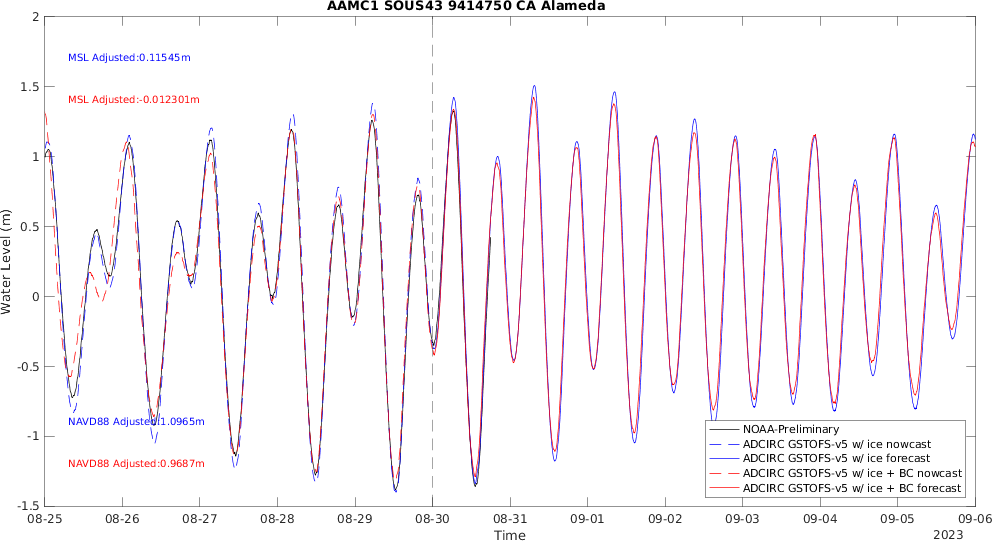 AAMC1 SOUS43 9414750 CA Alameda
2
1.5
1
0.5
0
-0.5
-1
-1.5
Water Level (m)
MSL Adjusted:0.11545m
MSL Adjusted:-0.012301m
NAVD88 Adjusted:1.0965m
NAVD88 Adjusted:0.9687m
NOAA-Preliminary
ADCIRC GSTOFS-v5 w/ ice nowcast
ADCIRC GSTOFS-v5 w/ ice forecast
ADCIRC GSTOFS-v5 w/ ice + BC nowcast
ADCIRC GSTOFS-v5 w/ ice + BC forecast
08-25 08-26 08-27 08-28 08-29 08-30 08-31 09-01 09-02 09-03 09-04 09-05 09-06
Time
2023